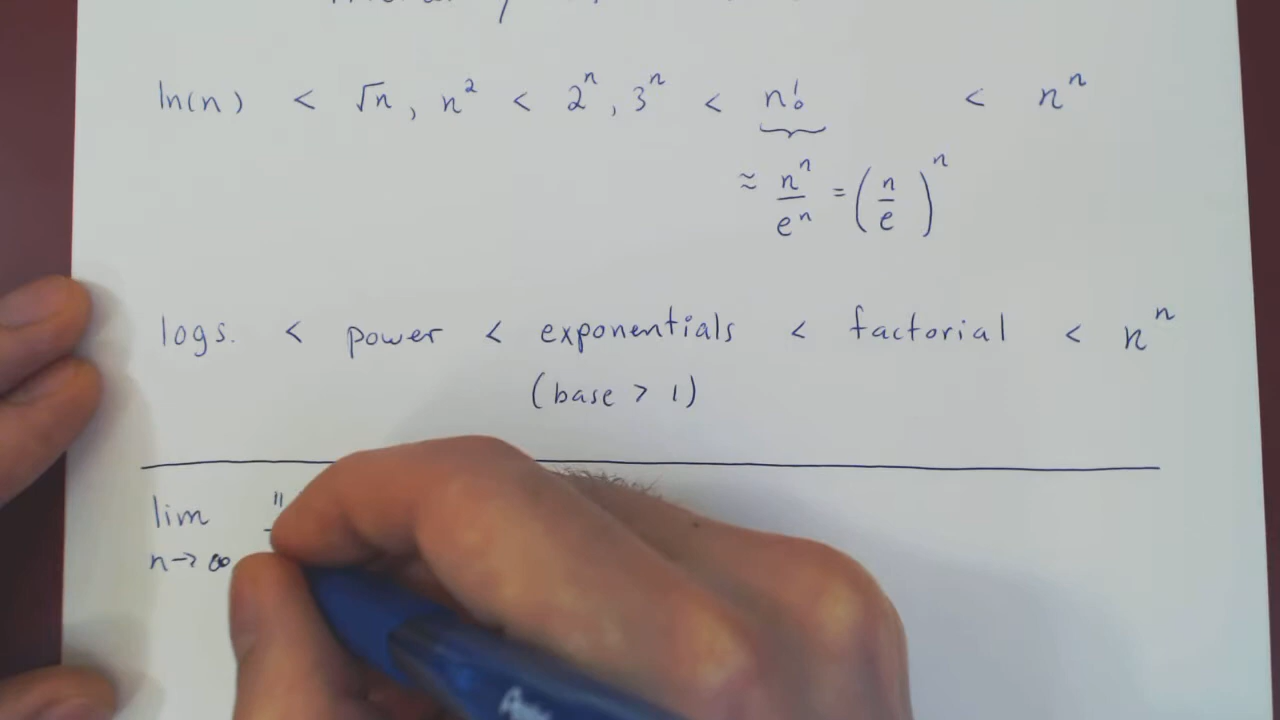 ln(n) < √n, n² < 2ⁿ, 3ⁿ < n! < nⁿ
≈ nⁿ/eⁿ = (n/e)ⁿ
logs. < power < exponentials < factorial < nⁿ
(base > 1)
lim "
n→∞